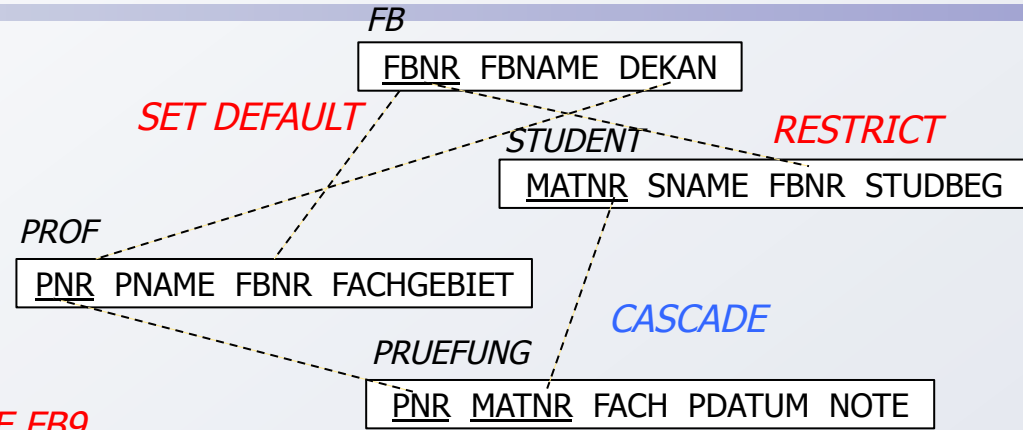 FB
FBNR FBNAME DEKAN
SET DEFAULT
RESTRICT
STUDENT
MATNR SNAME FBNR STUDBEG
PROF
PNR PNAME FBNR FACHGEBIET
CASCADE
PRUEFUNG
PNR MATNR FACH PDATUM NOTE
FB9